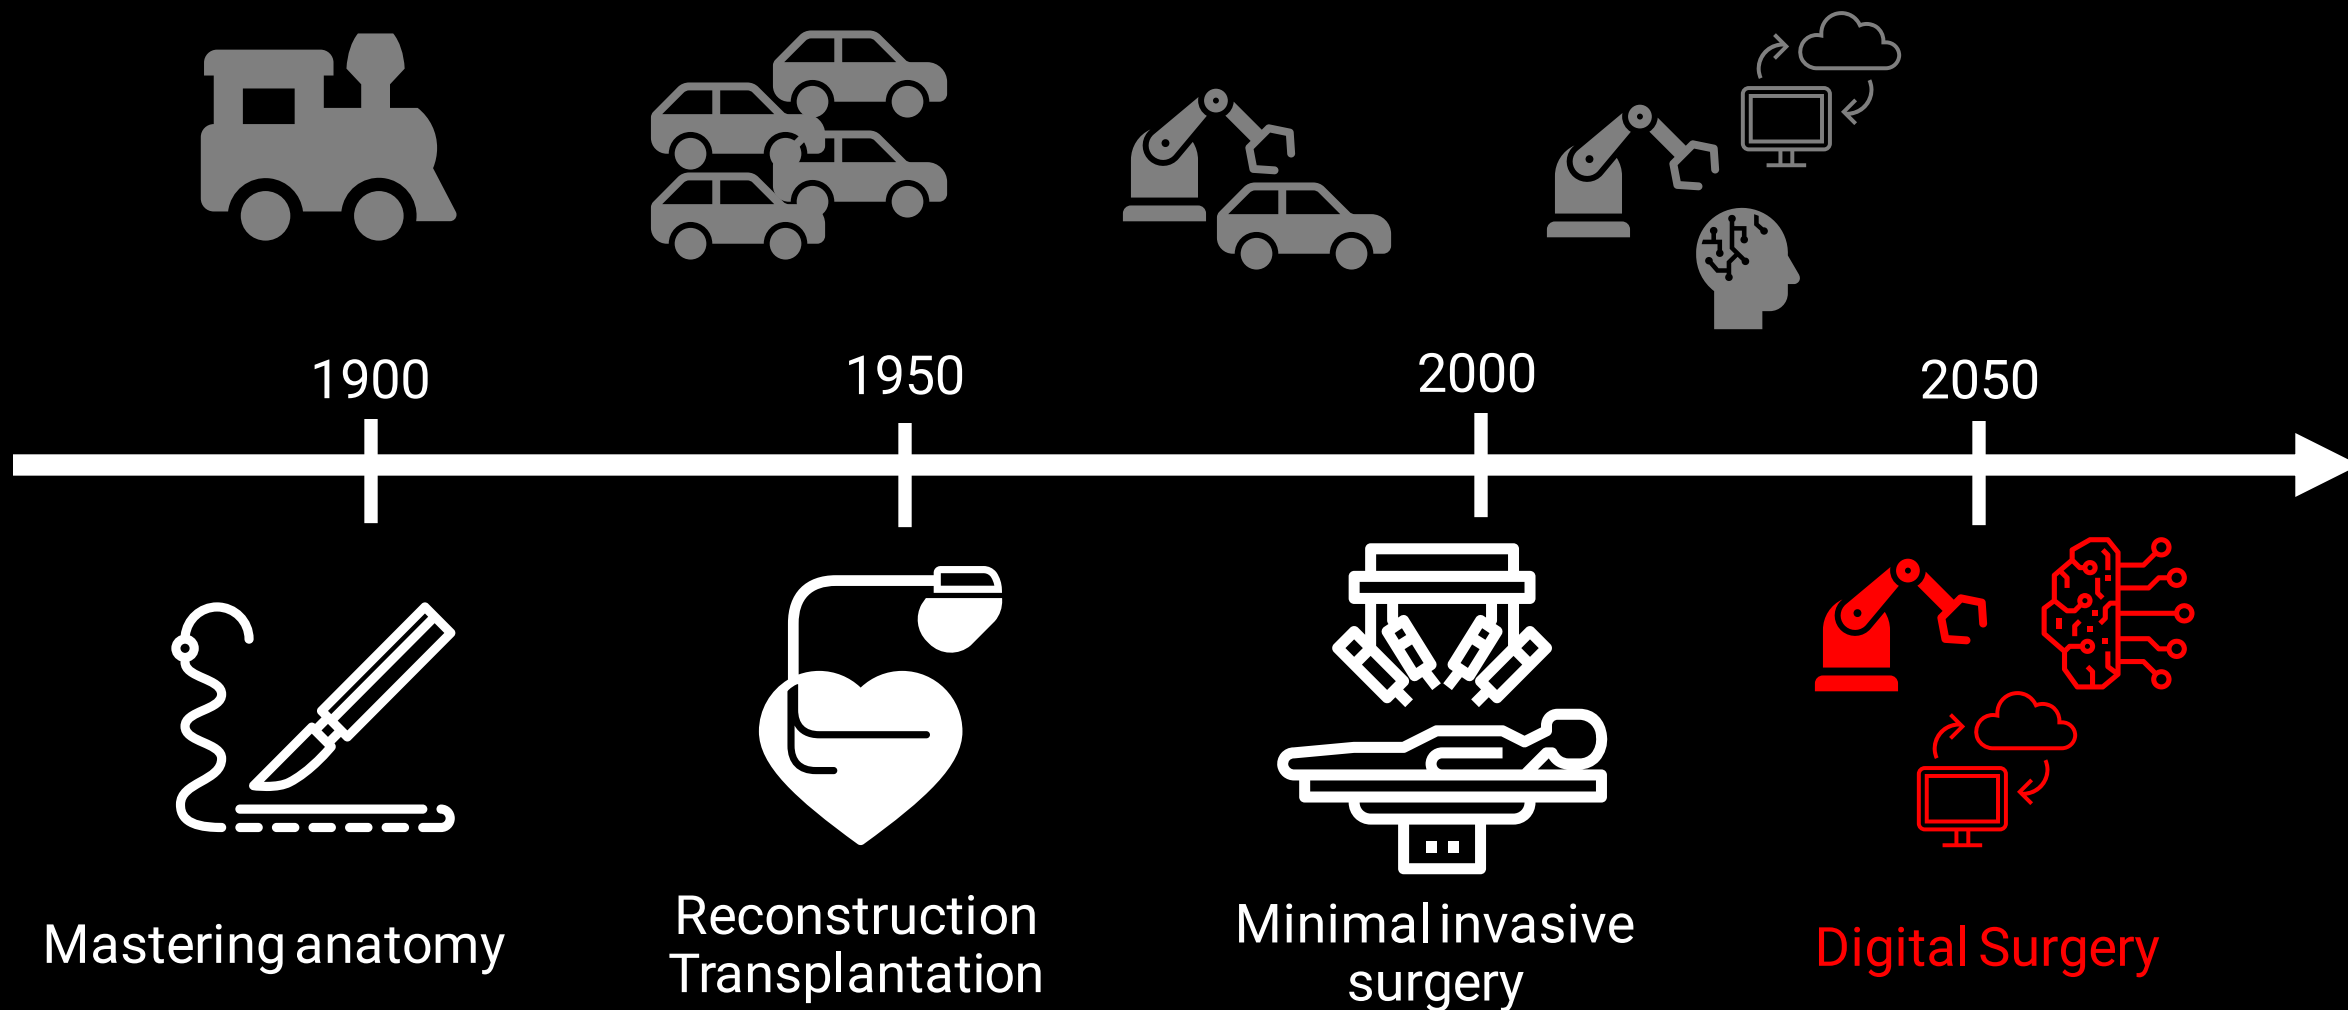 1900
1950
2000
2050
Mastering anatomy
Reconstruction
Transplantation
Minimal invasive
surgery
Digital Surgery